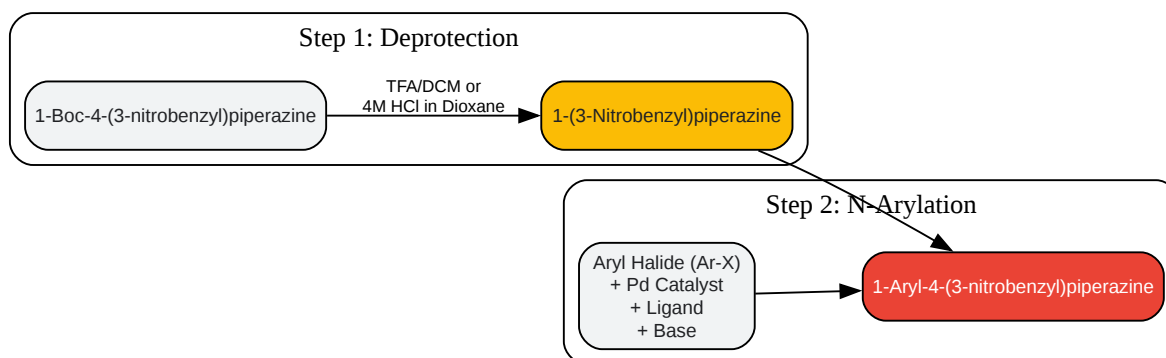 Step 1: Deprotection
1-Boc-4-(3-nitrobenzyl)piperazine
TFA/DCM or
4M HCl in Dioxane
1-(3-Nitrobenzyl)piperazine
Step 2: N-Arylation
Aryl Halide (Ar-X)
+ Pd Catalyst
+ Ligand
+ Base
1-Aryl-4-(3-nitrobenzyl)piperazine